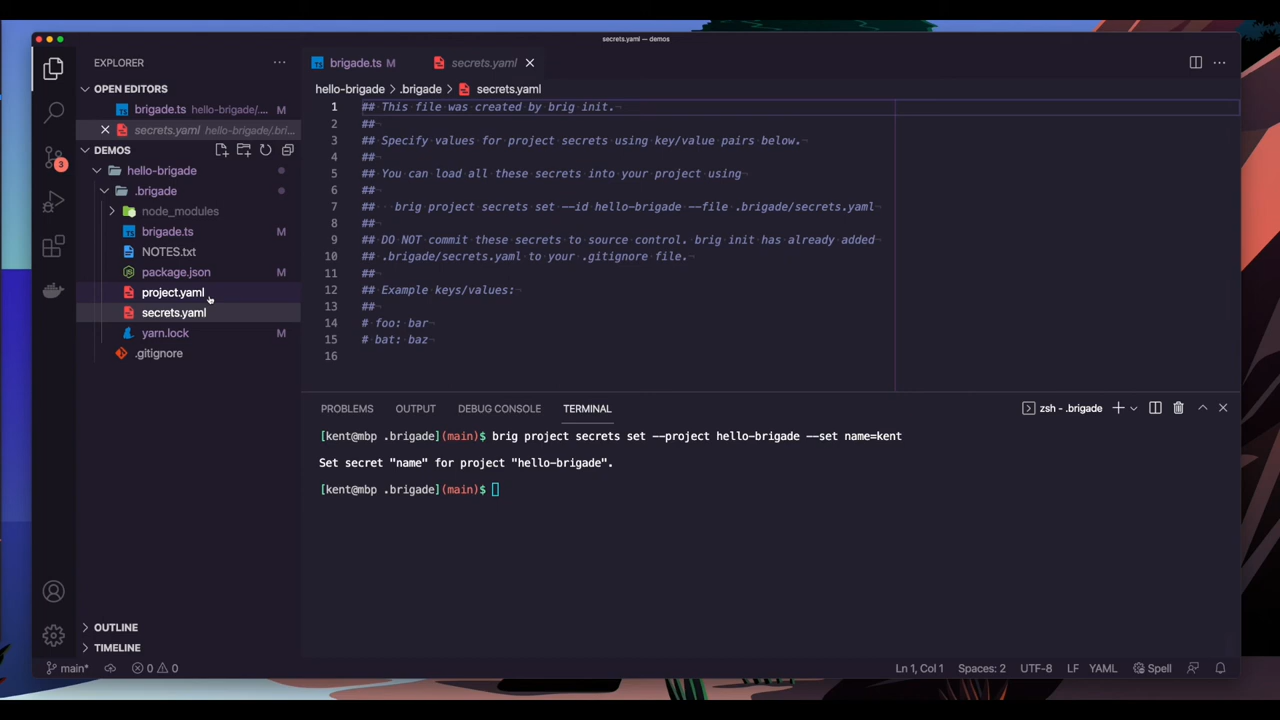 secrets.yaml — demos
EXPLORER
OPEN EDITORS
brigade.ts hello-brigade/... M
secrets.yaml hello-brigade/.bri...
DEMOS
hello-brigade
.brigade
node_modules
brigade.ts M
NOTES.txt
package.json M
project.yaml
secrets.yaml
yarn.lock M
.gitignore
OUTLINE
TIMELINE
3
brigade.ts M
secrets.yaml
hello-brigade > .brigade > secrets.yaml
1 ## This file was created by brig init.
2 ##
3 ## Specify values for project secrets using key/value pairs below.
4 ##
5 ## You can load all these secrets into your project using
6 ##
7 ##   brig project secrets set --id hello-brigade --file .brigade/secrets.yaml
8 ##
9 ## DO NOT commit these secrets to source control. brig init has already added
10 ## .brigade/secrets.yaml to your .gitignore file.
11 ##
12 ## Example keys/values:
13 ##
14 # foo: bar
15 # bat: baz
16
PROBLEMS OUTPUT DEBUG CONSOLE TERMINAL
zsh - .brigade
[kent@mbp .brigade](main)$ brig project secrets set --project hello-brigade --set name=kent
Set secret "name" for project "hello-brigade".
[kent@mbp .brigade](main)$
main* 0 0 Ln 1, Col 1 Spaces: 2 UTF-8 LF YAML Spell